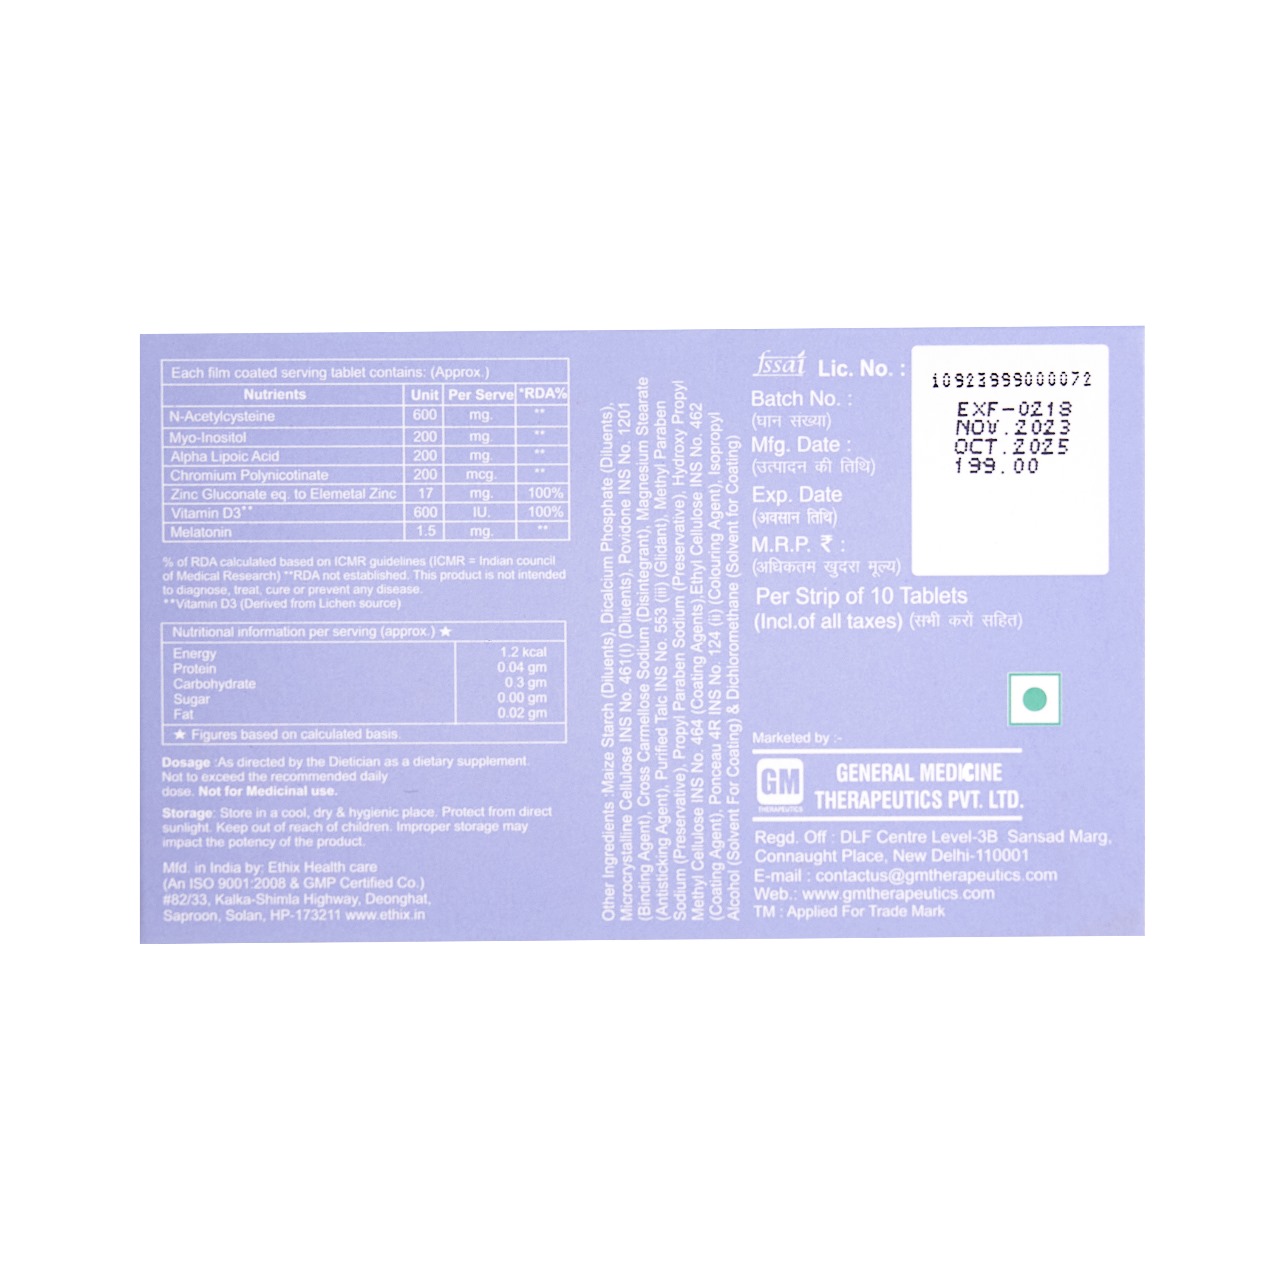 Each film coated serving tablet contains: (Approx.)
Nutrients Unit Per Serve *RDA%
N-Acetylcysteine 600 mg. **
Myo-Inositol 200 mg. **
Alpha Lipoic Acid 200 mg. **
Chromium Polynicotinate 200 mcg. **
Zinc Gluconate eq. to Elemetal Zinc 17 mg. 100%
Vitamin D3** 600 IU. 100%
Melatonin 1.5 mg. **
% of RDA calculated based on ICMR guidelines (ICMR = Indian council
of Medical Research) **RDA not established. This product is not intended
to diagnose, treat, cure or prevent any disease.
**Vitamin D3 (Derived from Lichen source)
Nutritional information per serving (approx.) ★
Energy 1.2 kcal
Protein 0.04 gm
Carbohydrate 0.3 gm
Sugar 0.00 gm
Fat 0.02 gm
★ Figures based on calculated basis.
Dosage :As directed by the Dietician as a dietary supplement.
Not to exceed the recommended daily
dose. Not for Medicinal use.
Storage: Store in a cool, dry & hygienic place. Protect from direct
sunlight. Keep out of reach of children. Improper storage may
impact the potency of the product.
Mfd. in India by: Ethix Health care
(An ISO 9001:2008 & GMP Certified Co.)
#82/33, Kalka-Shimla Highway, Deonghat,
Saproon, Solan, HP-173211 www.ethix.in
Other Ingredients :Maize Starch (Diluents), Dicalcium Phosphate (Diluents),
Microcrystalline Cellulose INS No. 461(I) (Diluents), Povidone INS No. 1201
(Binding Agent), Cross Carmellose Sodium (Disintegrant), Magnesium Stearate
(Antisticking Agent), Purified Talc INS No. 553 (iii) (Glidant), Methyl Paraben
Sodium (Preservative), Propyl Paraben Sodium (Preservative), Hydroxy Propyl
Methyl Cellulose INS No. 464 (Coating Agents),Ethyl Cellulose INS No. 462
(Coating Agent), Ponceau 4R INS No. 124 (ii) (Colouring Agent), Isopropyl
Alcohol (Solvent For Coating) & Dichloromethane (Solvent for Coating)
fssai Lic. No. : 10923999000072
Batch No. : EXF-0218
(घान संख्या)
Mfg. Date : NOV.2023
(उत्पादन की तिथि)
Exp. Date OCT.2025
(अवसान तिथि)
M.R.P. ₹ : 199.00
(अधिकतम खुदरा मूल्य)
Per Strip of 10 Tablets
(Incl.of all taxes) (सभी करों सहित)
Marketed by :-
GM
THERAPEUTICS
GENERAL MEDICINE
THERAPEUTICS PVT. LTD.
Regd. Off : DLF Centre Level-3B Sansad Marg,
Connaught Place, New Delhi-110001
E-mail : contactus@gmtherapeutics.com
Web.: www.gmtherapeutics.com
TM : Applied For Trade Mark